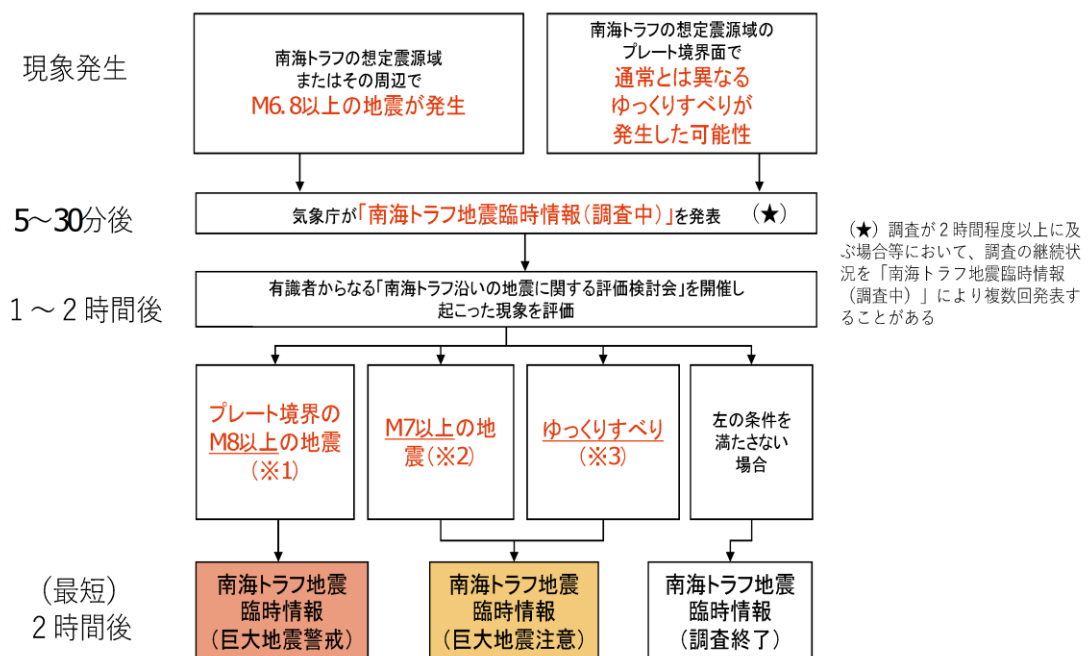 現象発生
南海トラフの想定震源域
またはその周辺で
M6.8以上の地震が発生
南海トラフの想定震源域の
プレート境界面で
通常とは異なる
ゆっくりすべりが
発生した可能性
5～30分後
気象庁が「南海トラフ地震臨時情報(調査中)」を発表　(★)
（★）調査が２時間程度以上に及
ぶ場合等において、調査の継続状
況を「南海トラフ地震臨時情報
（調査中）」により複数回発表す
ることがある
１～２時間後
有識者からなる「南海トラフ沿いの地震に関する評価検討会」を開催し
起こった現象を評価
プレート境界の
M8以上の地震
(※1)
M7以上の地
震(※2)
ゆっくりすべり
(※3)
左の条件を
満たさない
場合
（最短）
２時間後
南海トラフ地震
臨時情報
(巨大地震警戒)
南海トラフ地震
臨時情報
(巨大地震注意)
南海トラフ地震
臨時情報
(調査終了)